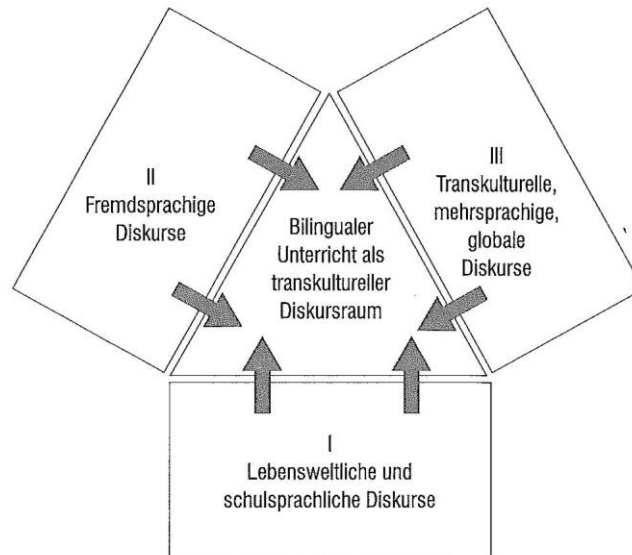 II
Fremdsprachige
Diskurse
III
Transkulturelle,
mehrsprachige,
globale
Diskurse
Bilingualer
Unterricht als
transkultureller
Diskursraum
I
Lebensweltliche und
schulsprachliche Diskurse